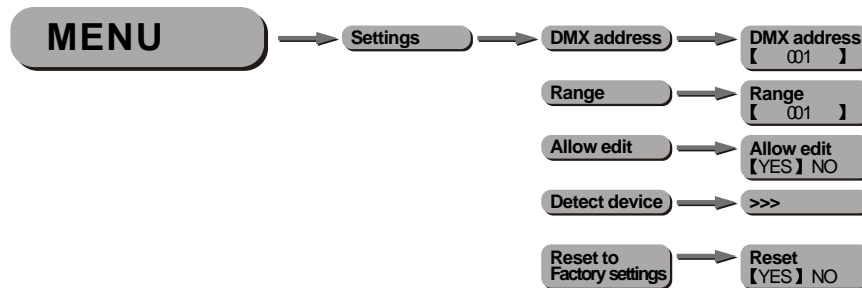 MENU
Settings
DMX address
DMX address
【 001 】
Range
Range
【 001 】
Allow edit
Allow edit
【YES】 NO
Detect device
>>>
Reset to
Factory settings
Reset
【YES】 NO